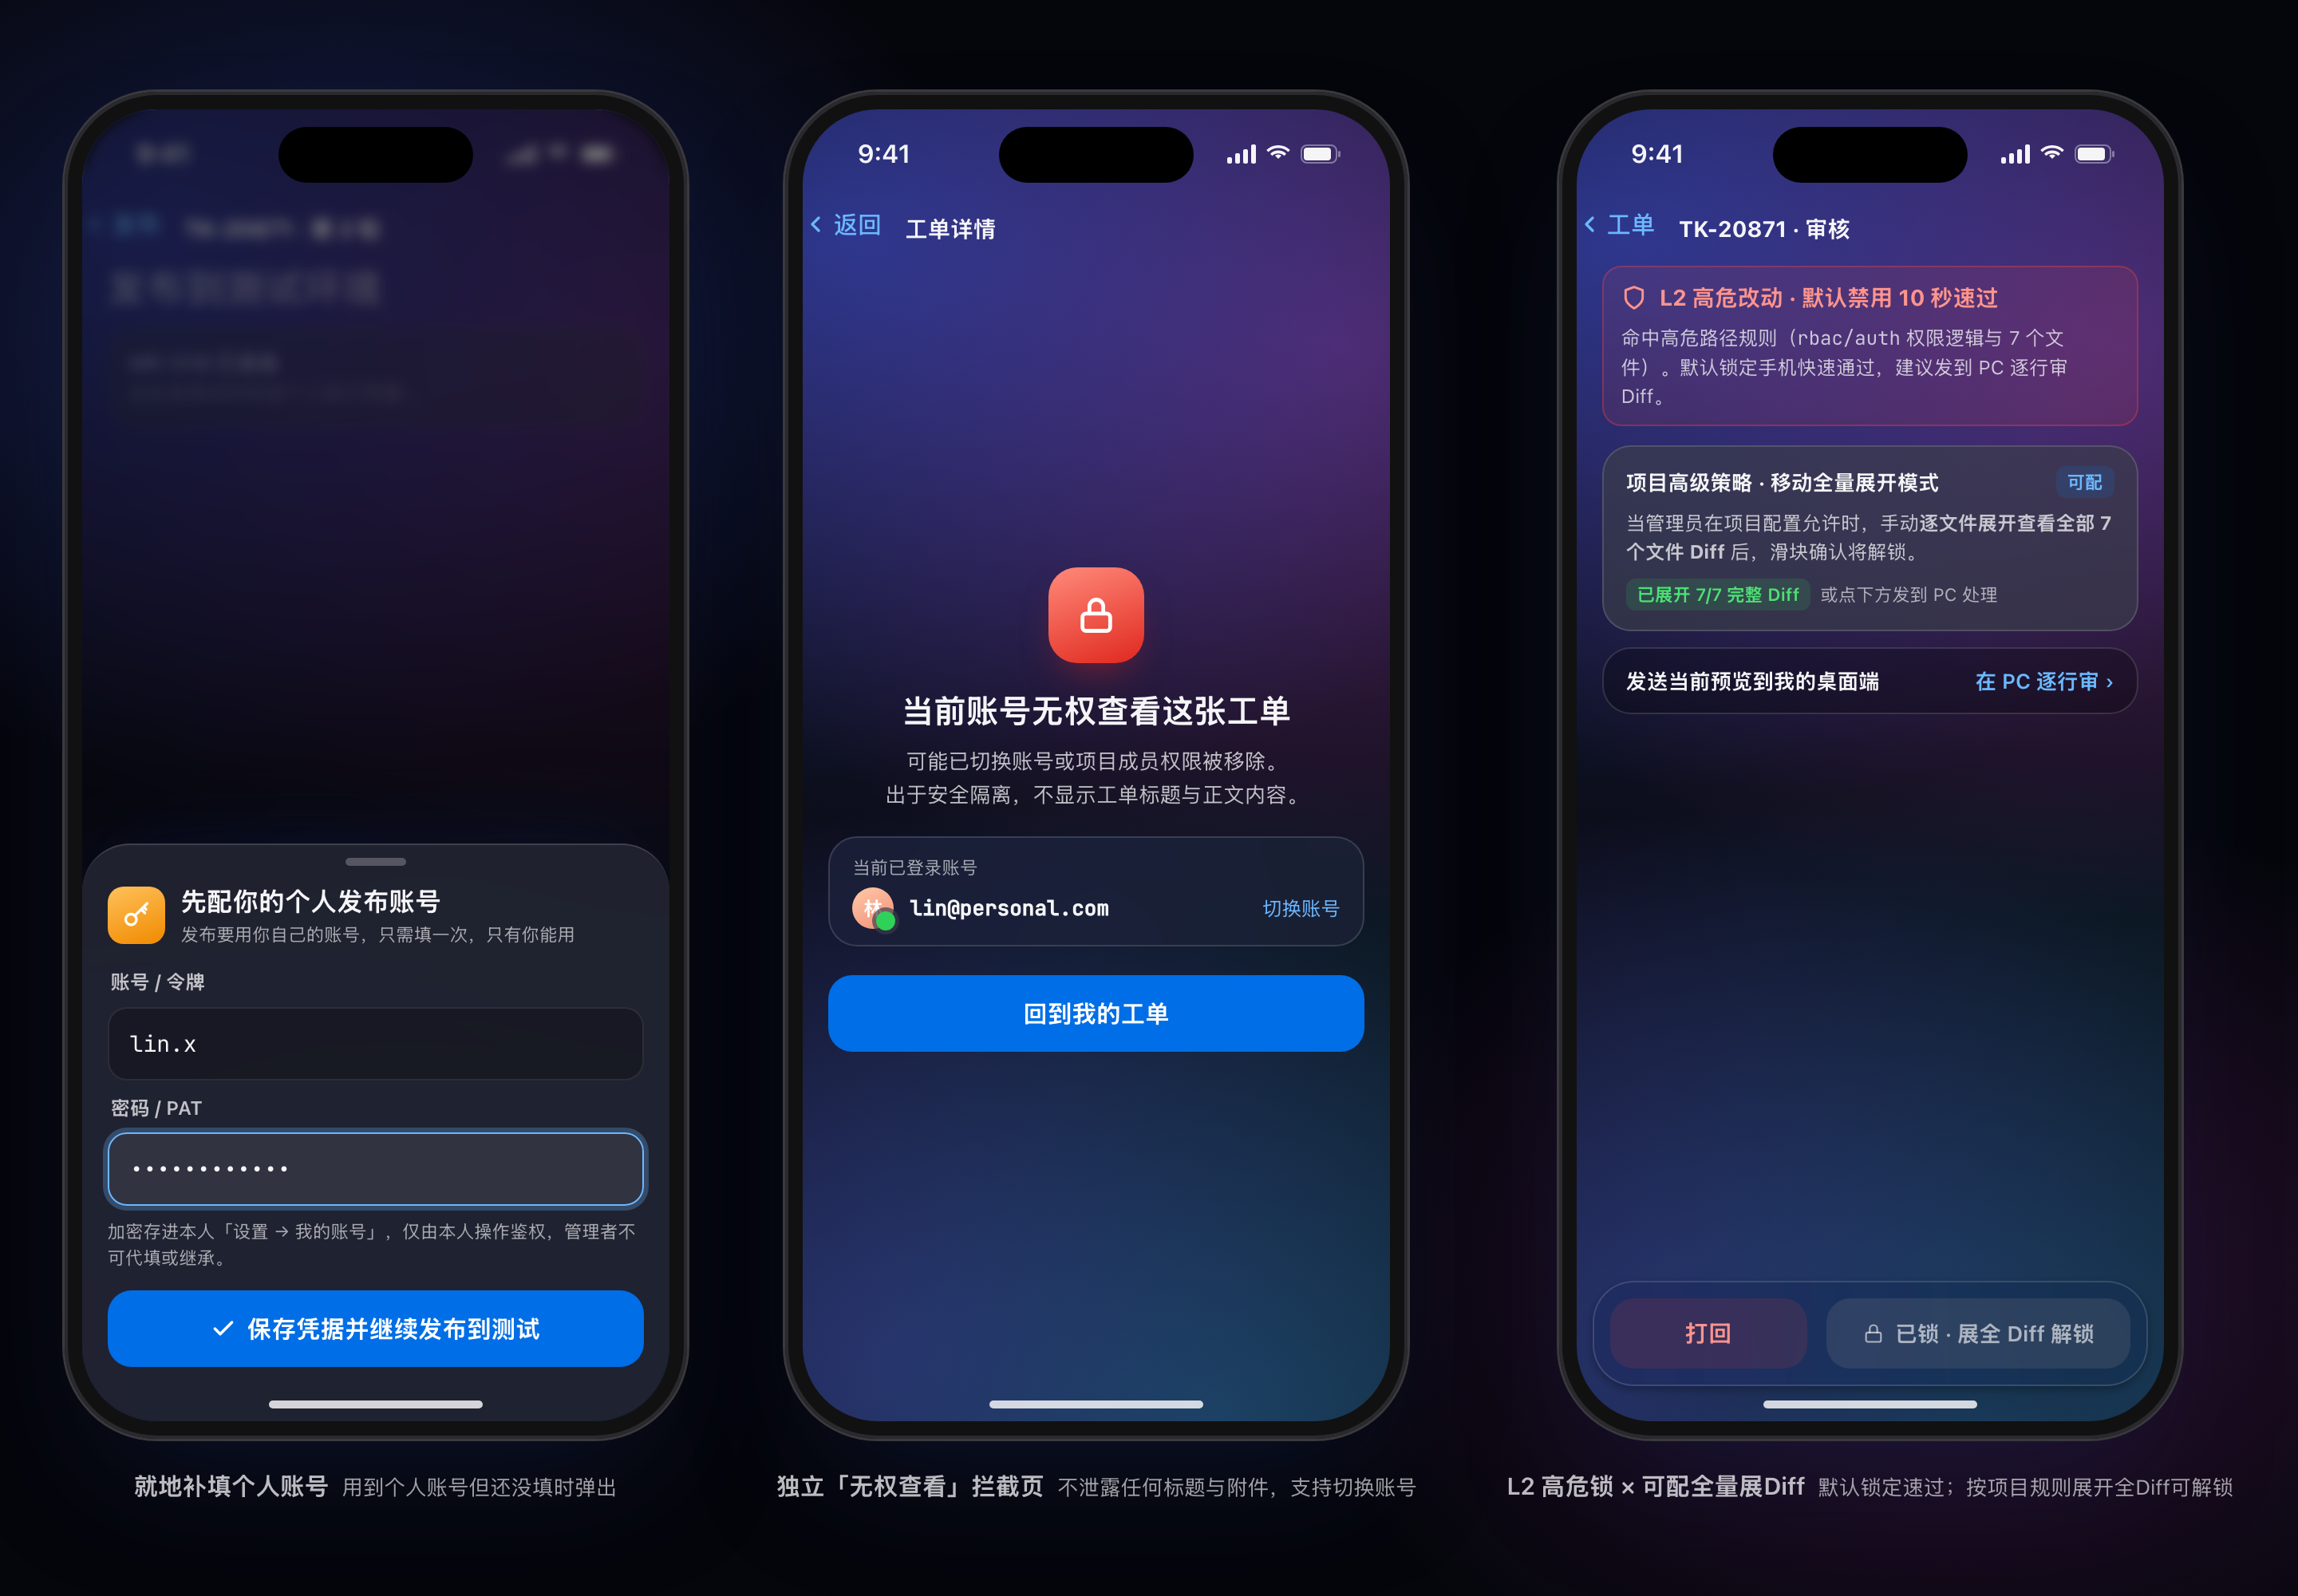 先配你的个人发布账号
发布要用你自己的账号，只需填一次，只有你能用
账号 / 令牌
lin.x
密码 / PAT
••••••••••••
加密存进本人「设置 → 我的账号」，仅由本人操作鉴权，管理者不
可代填或继承。
保存凭据并继续发布到测试
就地补填个人账号 用到个人账号但还没填时弹出
9:41
返回 工单详情
当前账号无权查看这张工单
可能已切换账号或项目成员权限被移除。
出于安全隔离，不显示工单标题与正文内容。
当前已登录账号
林 lin@personal.com 切换账号
回到我的工单
独立「无权查看」拦截页 不泄露任何标题与附件，支持切换账号
9:41
工单 TK-20871 · 审核
L2 高危改动 · 默认禁用 10 秒速过
命中高危路径规则（rbac/auth 权限逻辑与 7 个文
件）。默认锁定手机快速通过，建议发到 PC 逐行审
Diff。
项目高级策略 · 移动全量展开模式 可配
当管理员在项目配置允许时，手动逐文件展开查看全部 7
个文件 Diff 后，滑块确认将解锁。
已展开 7/7 完整 Diff 或点下方发到 PC 处理
发送当前预览到我的桌面端 在 PC 逐行审 ›
打回 已锁 · 展全 Diff 解锁
L2 高危锁 × 可配全量展Diff 默认锁定速过；按项目规则展开全Diff可解锁